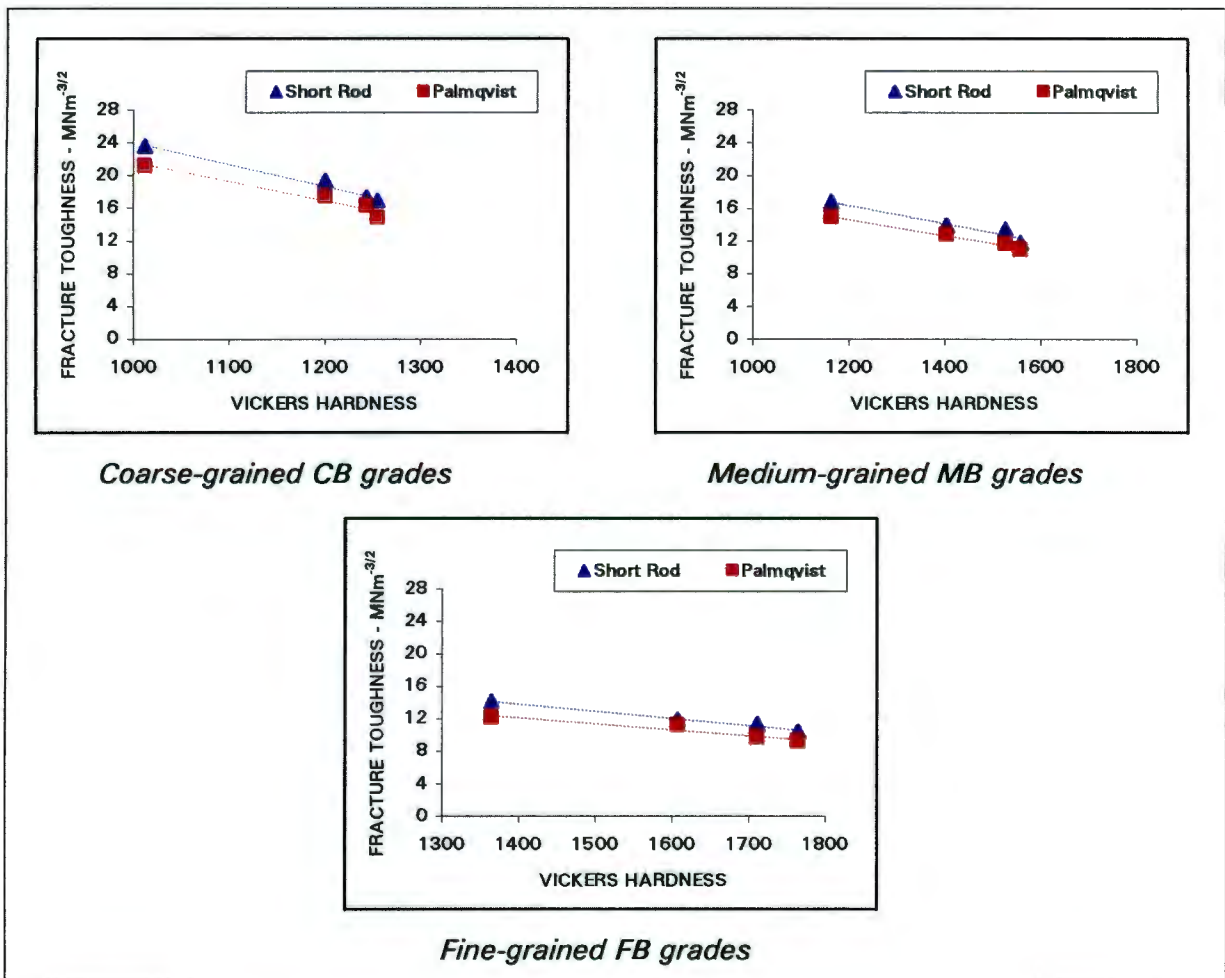 Short Rod Palmqvist
FRACTURE TOUGHNESS - MNm-3/2
28
24
20
16
12
8
4
0
1000 1100 1200 1300 1400
VICKERS HARDNESS
Coarse-grained CB grades
Short Rod Palmqvist
FRACTURE TOUGHNESS - MNm-3/2
28
24
20
16
12
8
4
0
1000 1200 1400 1600 1800
VICKERS HARDNESS
Medium-grained MB grades
Short Rod Palmqvist
FRACTURE TOUGHNESS - MNm-3/2
28
24
20
16
12
8
4
0
1300 1400 1500 1600 1700 1800
VICKERS HARDNESS
Fine-grained FB grades